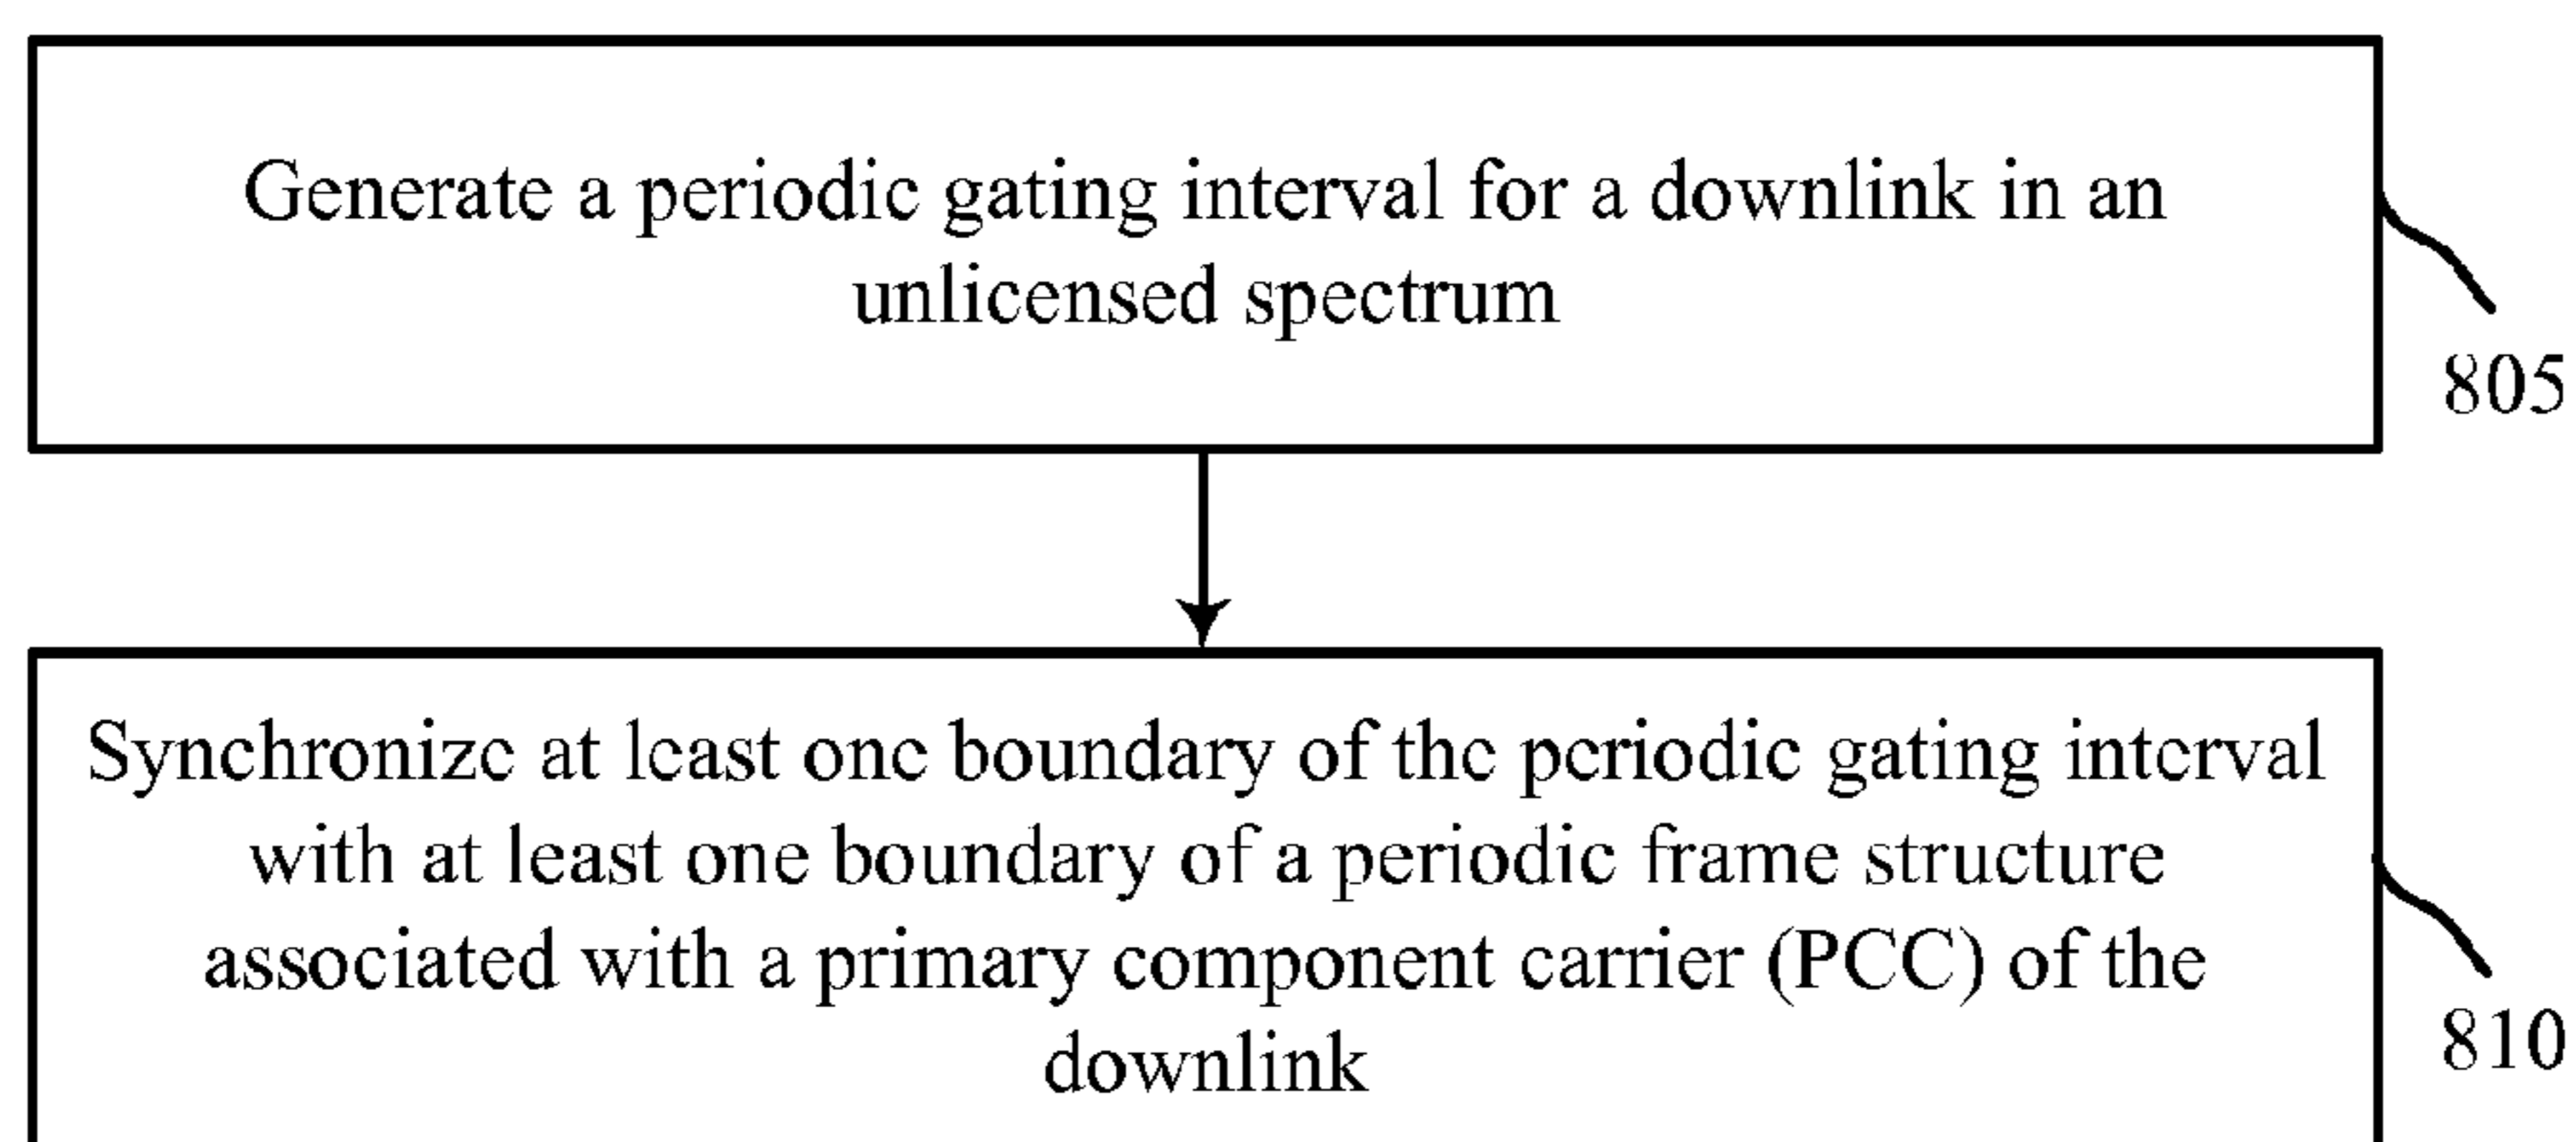 Generate a periodic gating interval for a downlink in an
unlicensed spectrum
805
Synchronize at least one boundary of the periodic gating interval
with at least one boundary of a periodic frame structure
associated with a primary component carrier (PCC) of the
downlink
810